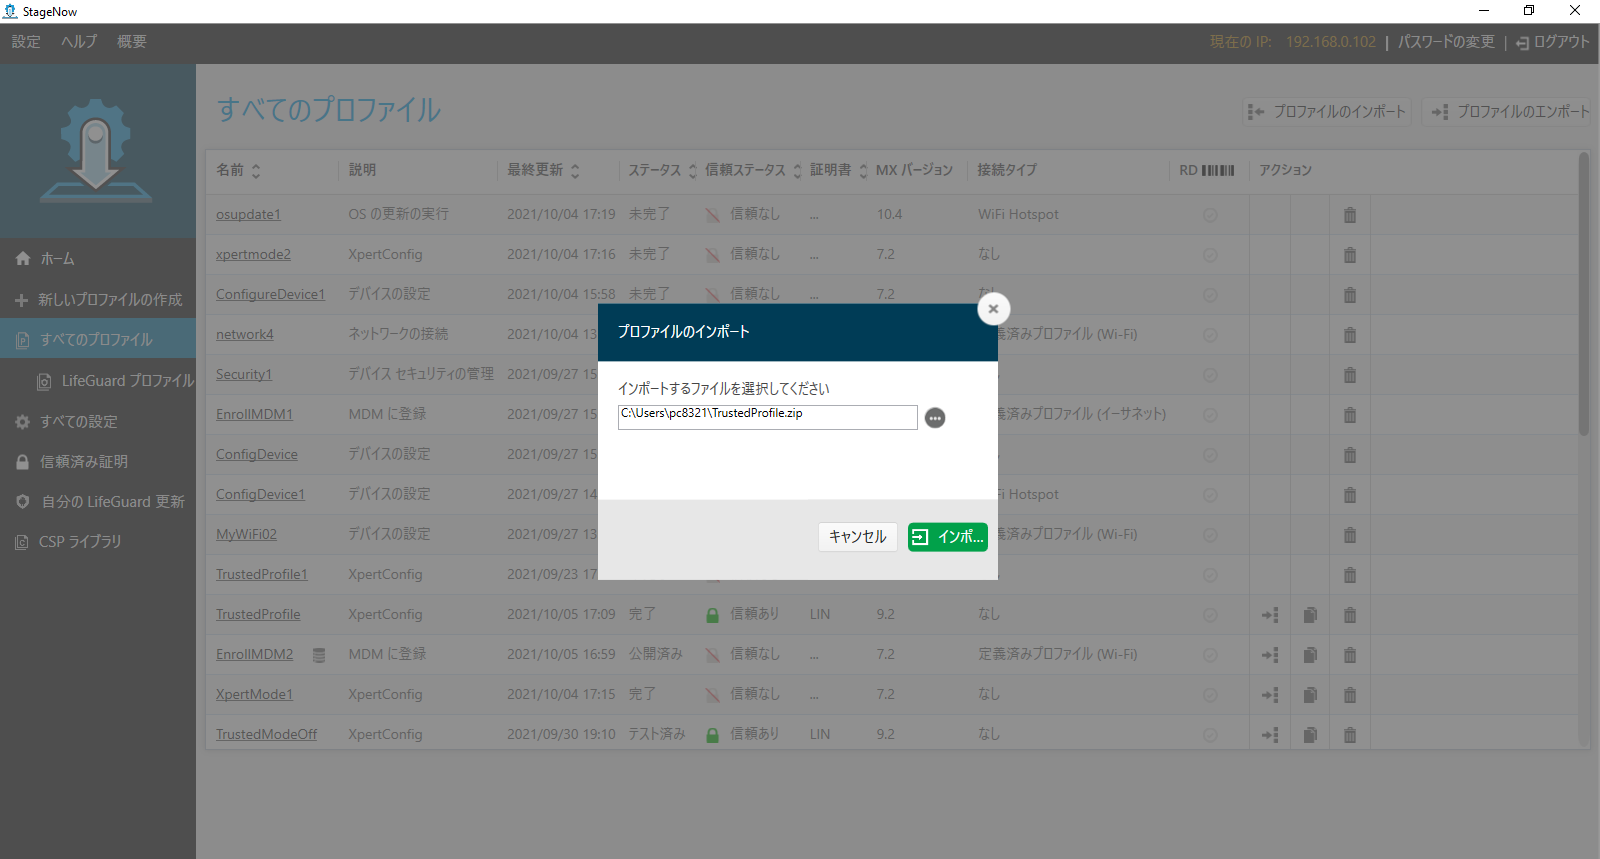 StageNow
設定 ヘルプ 概要 現在の IP: 192.168.0.102 | パスワードの変更 | ログアウト
すべてのプロファイル プロファイルのインポート プロファイルのエンポート
名前 説明 最終更新 ステータス 信頼ステータス 証明書 MX バージョン 接続タイプ RD アクション
osupdate1 OS の更新の実行 2021/10/04 17:19 未完了 信頼なし ... 10.4 WiFi Hotspot
xpertmode2 XpertConfig 2021/10/04 17:16 未完了 信頼なし ... 7.2 なし
ConfigureDevice1 デバイスの設定 2021/10/04 15:58 未完了 信頼なし ... 7.2
network4 ネットワークの接続 2021/10/04 13 義済みプロファイル (Wi-Fi)
Security1 デバイス セキュリティの管理 2021/09/27 15
EnrollMDM1 MDM に登録 2021/09/27 15 義済みプロファイル (イーサネット)
ConfigDevice デバイスの設定 2021/09/27 15
ConfigDevice1 デバイスの設定 2021/09/27 14 Fi Hotspot
MyWiFi02 デバイスの設定 2021/09/27 13 義済みプロファイル (Wi-Fi)
TrustedProfile1 XpertConfig 2021/09/23 17
TrustedProfile XpertConfig 2021/10/05 17:09 完了 信頼あり LIN 9.2 なし
EnrollMDM2 MDM に登録 2021/10/05 16:59 公開済み 信頼なし ... 7.2 定義済みプロファイル (Wi-Fi)
XpertMode1 XpertConfig 2021/10/04 17:15 完了 信頼なし ... 7.2 なし
TrustedModeOff XpertConfig 2021/09/30 19:10 テスト済み 信頼あり LIN 9.2 なし
ホーム
新しいプロファイルの作成
すべてのプロファイル
LifeGuard プロファイル
すべての設定
信頼済み証明
自分の LifeGuard 更新
CSP ライブラリ
プロファイルのインポート
インポートするファイルを選択してください
C:\Users\pc8321\TrustedProfile.zip
キャンセル インポ...